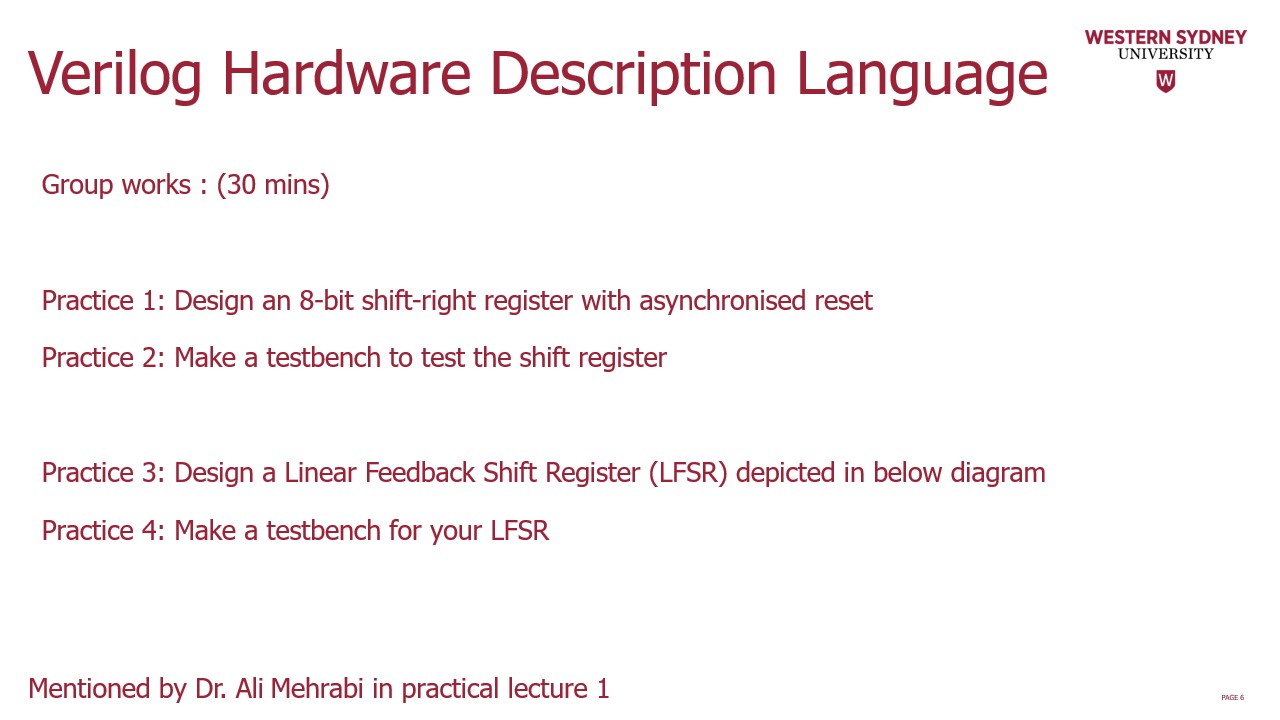 Verilog Hardware Description Language
WESTERN SYDNEY
UNIVERSITY
W
Group works : (30 mins)
Practice 1: Design an 8-bit shift-right register with asynchronised reset
Practice 2: Make a testbench to test the shift register
Practice 3: Design a Linear Feedback Shift Register (LFSR) depicted in below diagram
Practice 4: Make a testbench for your LFSR
Mentioned by Dr. Ali Mehrabi in practical lecture 1
PAGE 6